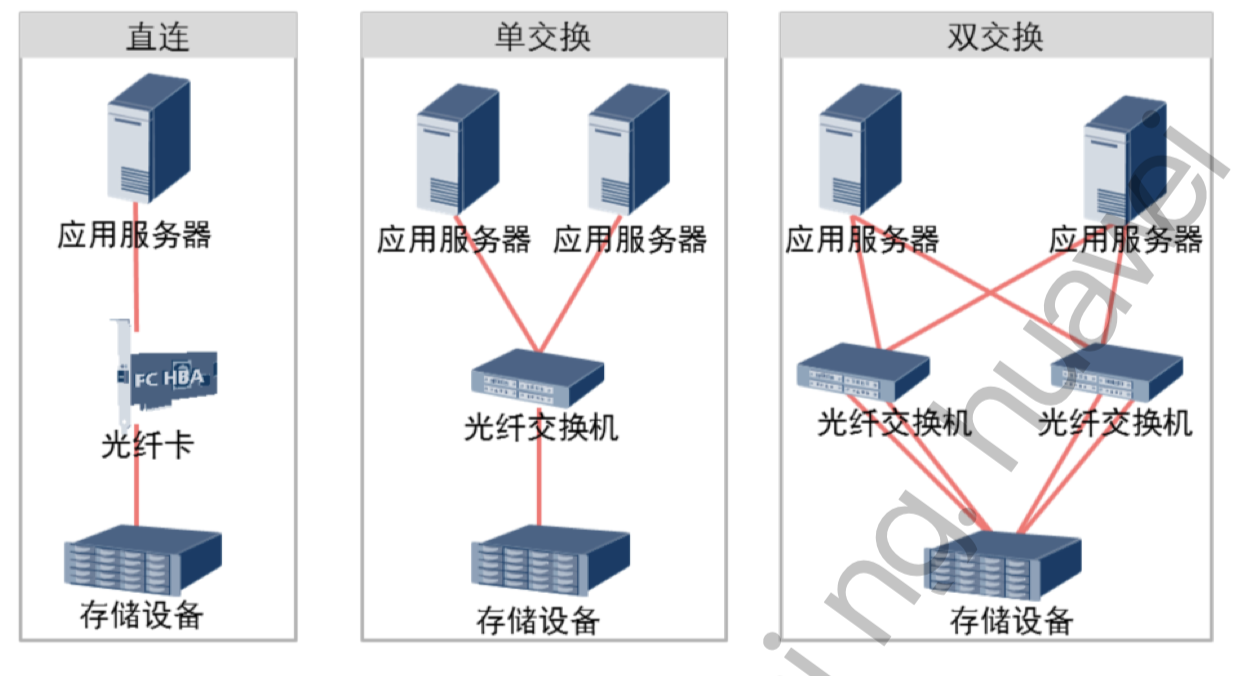 直连
应用服务器
FC HBA
光纤卡
存储设备
单交换
应用服务器 应用服务器
光纤交换机
存储设备
双交换
应用服务器 应用服务器
光纤交换机 光纤交换机
存储设备
ing.huawei